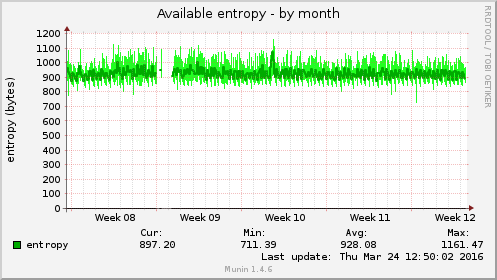 Available entropy - by month
RRDTOOL / TOBI OETIKER
entropy (bytes)
1200
1100
1000
900
800
700
600
500
400
300
200
100
0
Week 08 Week 09 Week 10 Week 11 Week 12
Cur: Min: Avg: Max:
entropy 897.20 711.39 928.08 1161.47
Last update: Thu Mar 24 12:50:02 2016
Munin 1.4.6